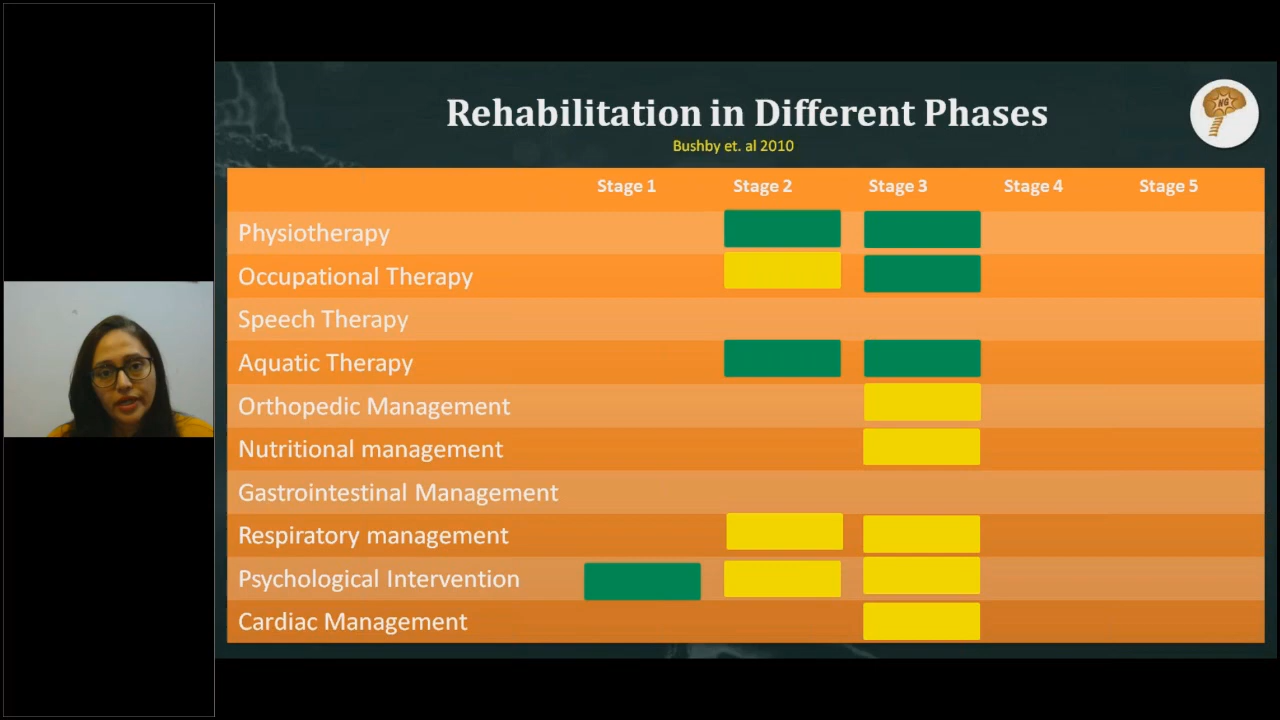 Rehabilitation in Different Phases
NG
Bushby et. al 2010
Stage 1 Stage 2 Stage 3 Stage 4 Stage 5
Physiotherapy
Occupational Therapy
Speech Therapy
Aquatic Therapy
Orthopedic Management
Nutritional management
Gastrointestinal Management
Respiratory management
Psychological Intervention
Cardiac Management